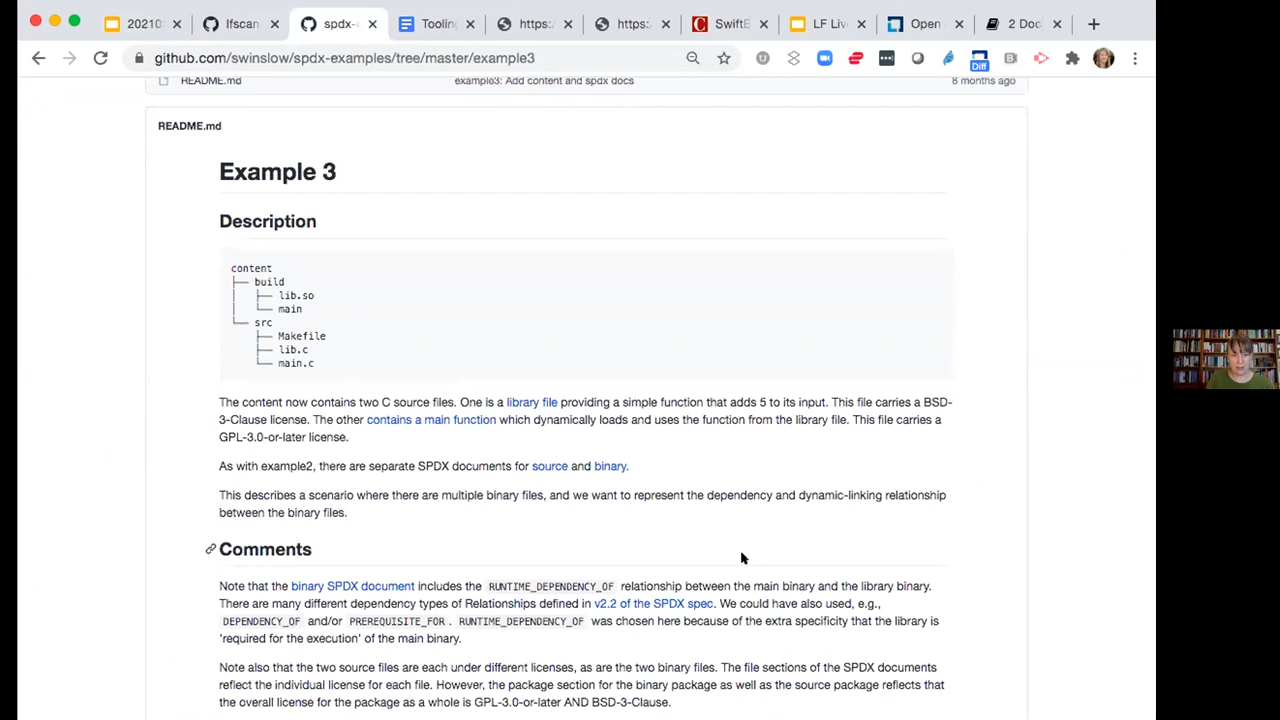 20210
lfscan
spdx-
Tooling
https:/
https:/
SwiftE
LF Live
Open
2 Doc
github.com/swinslow/spdx-examples/tree/master/example3
Diff
README.md example3: Add content and spdx docs 8 months ago
README.md
Example 3
Description
content
build
lib.so
main
src
Makefile
lib.c
main.c
The content now contains two C source files. One is a library file providing a simple function that adds 5 to its input. This file carries a BSD-
3-Clause license. The other contains a main function which dynamically loads and uses the function from the library file. This file carries a
GPL-3.0-or-later license.
As with example2, there are separate SPDX documents for source and binary.
This describes a scenario where there are multiple binary files, and we want to represent the dependency and dynamic-linking relationship
between the binary files.
Comments
Note that the binary SPDX document includes the RUNTIME_DEPENDENCY_OF relationship between the main binary and the library binary.
There are many different dependency types of Relationships defined in v2.2 of the SPDX spec. We could have also used, e.g.,
DEPENDENCY_OF and/or PREREQUISITE_FOR . RUNTIME_DEPENDENCY_OF was chosen here because of the extra specificity that the library is
'required for the execution' of the main binary.
Note also that the two source files are each under different licenses, as are the two binary files. The file sections of the SPDX documents
reflect the individual license for each file. However, the package section for the binary package as well as the source package reflects that
the overall license for the package as a whole is GPL-3.0-or-later AND BSD-3-Clause.